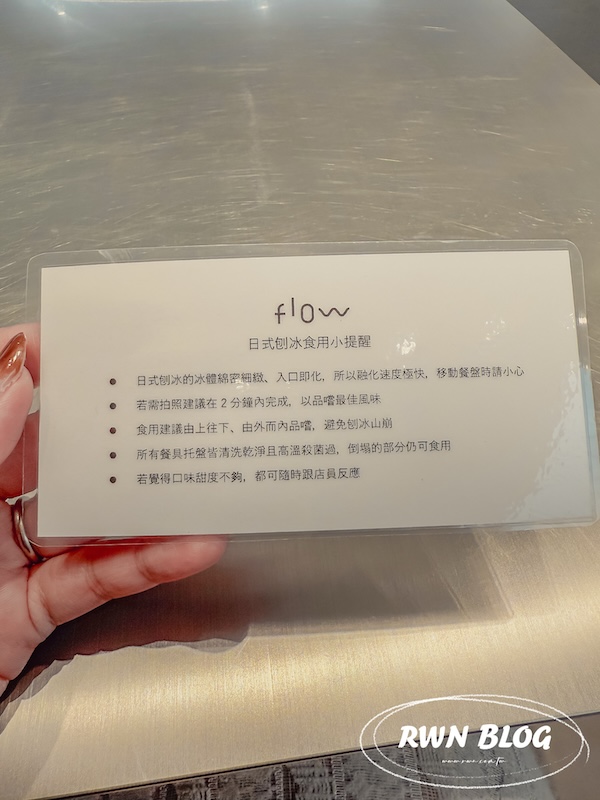 flow
日式刨冰食用小提醒
● 日式刨冰的冰體綿密細緻、入口即化，所以融化速度極快，移動餐盤時請小心
● 若需拍照建議在 2 分鐘內完成，以品嚐最佳風味
● 食用建議由上往下、由外而內品嚐，避免刨冰山崩
● 所有餐具托盤皆清洗乾淨且高溫殺菌過，倒塌的部分仍可食用
● 若覺得口味甜度不夠，都可隨時跟店員反應
RWN BLOG